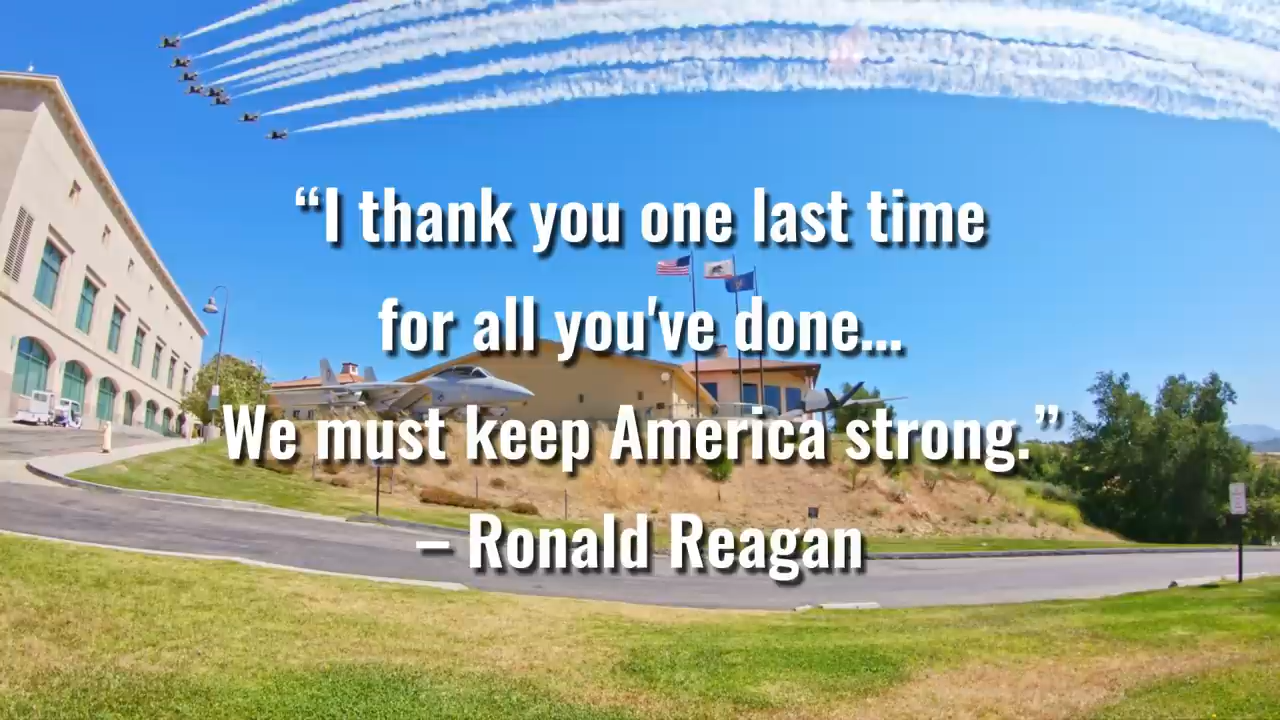 “I thank you one last time
for all you've done...
We must keep America strong.”
– Ronald Reagan